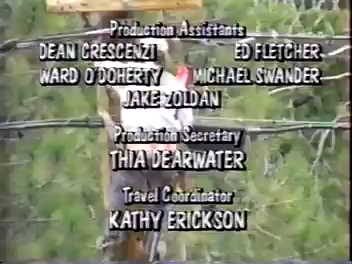 Production Assistants
DEAN CRESCENZI ED FLETCHER
WARD O'DOHERTY MICHAEL SWANDER
JAKE ZOLDAN
Production Secretary
THIA DEARWATER
Travel Coordinator
KATHY ERICKSON